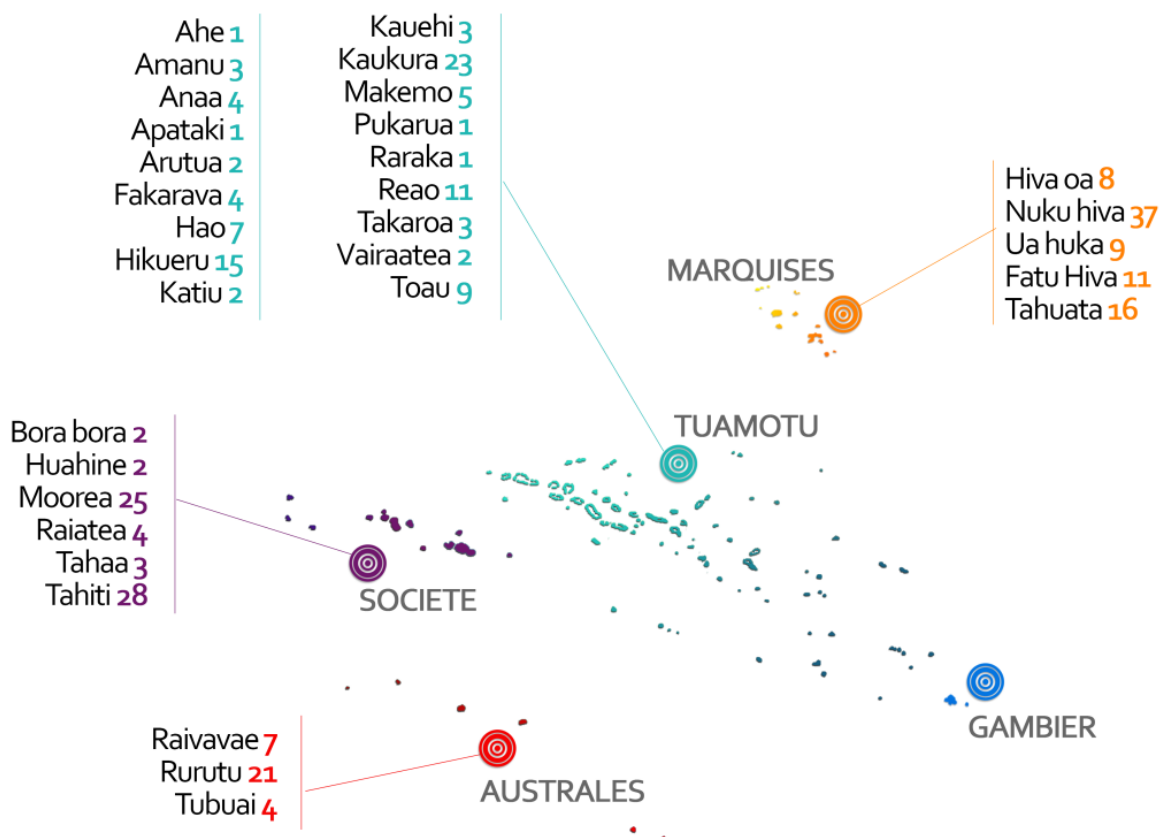 Ahe 1
Amanu 3
Anaa 4
Apataki 1
Arutua 2
Fakarava 4
Hao 7
Hikueru 15
Katiu 2
Kauehi 3
Kaukura 23
Makemo 5
Pukarua 1
Raraka 1
Reao 11
Takaroa 3
Vairaatea 2
Toau 9
Hiva oa 8
Nuku hiva 37
Ua huka 9
Fatu Hiva 11
Tahuata 16
MARQUISES
TUAMOTU
Bora bora 2
Huahine 2
Moorea 25
Raiatea 4
Tahaa 3
Tahiti 28
SOCIETE
GAMBIER
Raivavae 7
Rurutu 21
Tubuai 4
AUSTRALES